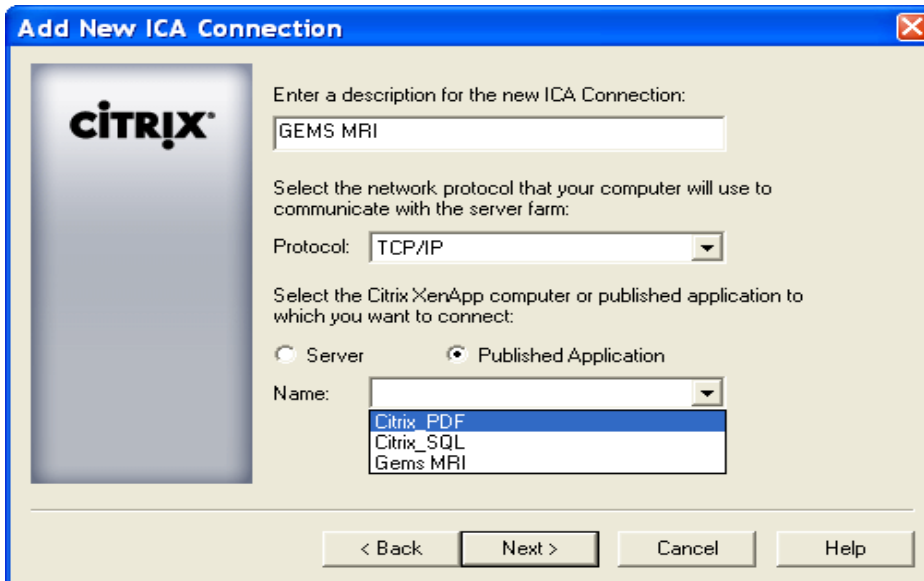 Add New ICA Connection
CITRIX
Enter a description for the new ICA Connection:
GEMS MRI
Select the network protocol that your computer will use to
communicate with the server farm:
Protocol: TCP/IP
Select the Citrix XenApp computer or published application to
which you want to connect:
Server Published Application
Name:
Citrix_PDF
Citrix_SQL
Gems MRI
< Back Next > Cancel Help